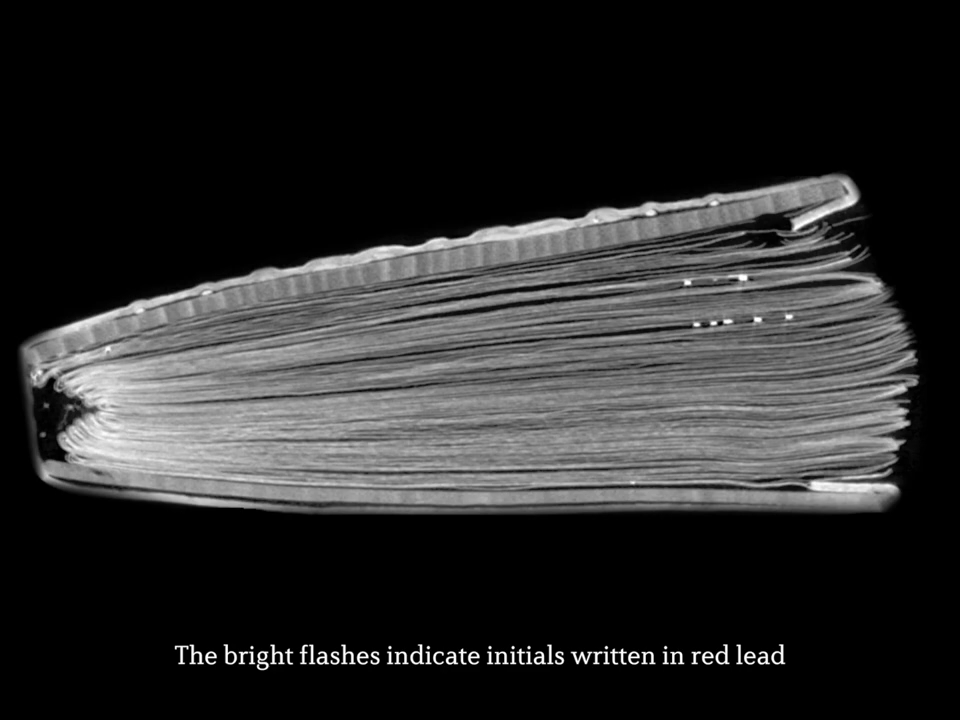 The bright flashes indicate initials written in red lead